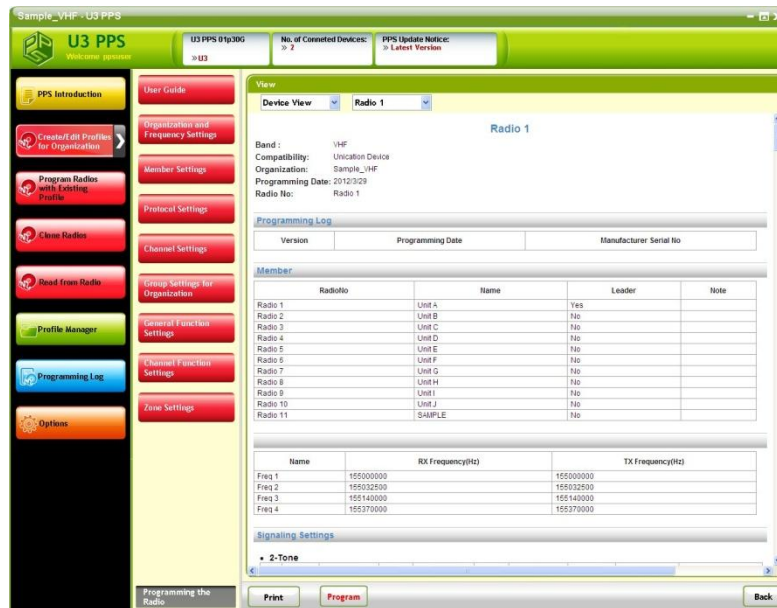 Sample_VHF - U3 PPS
U3 PPS
Welcome ppsuser
U3 PPS 01p30G
» U3
No. of Conneted Devices:
» 2
PPS Update Notice:
» Latest Version
PPS Introduction
Create/Edit Profiles
for Organization
Program Radios
with Existing
Profile
Clone Radios
Read from Radio
Profile Manager
Programming Log
Options
User Guide
Organization and
Frequency Settings
Member Settings
Protocol Settings
Channel Settings
Group Settings for
Organization
General Function
Settings
Channel Function
Settings
Zone Settings
Programming the
Radio
View
Device View Radio 1
Radio 1
Band : VHF
Compatibility: Unication Device
Organization: Sample_VHF
Programming Date: 2012/3/29
Radio No: Radio 1
Programming Log
Version Programming Date Manufacturer Serial No
Member
RadioNo Name Leader Note
Radio 1 Unit A Yes
Radio 2 Unit B No
Radio 3 Unit C No
Radio 4 Unit D No
Radio 5 Unit E No
Radio 6 Unit F No
Radio 7 Unit G No
Radio 8 Unit H No
Radio 9 Unit I No
Radio 10 Unit J No
Radio 11 SAMPLE No
Name RX Frequency(Hz) TX Frequency(Hz)
Freq 1 155000000 155000000
Freq 2 155032500 155032500
Freq 3 155140000 155140000
Freq 4 155370000 155370000
Signaling Settings
• 2-Tone
Print Program Back